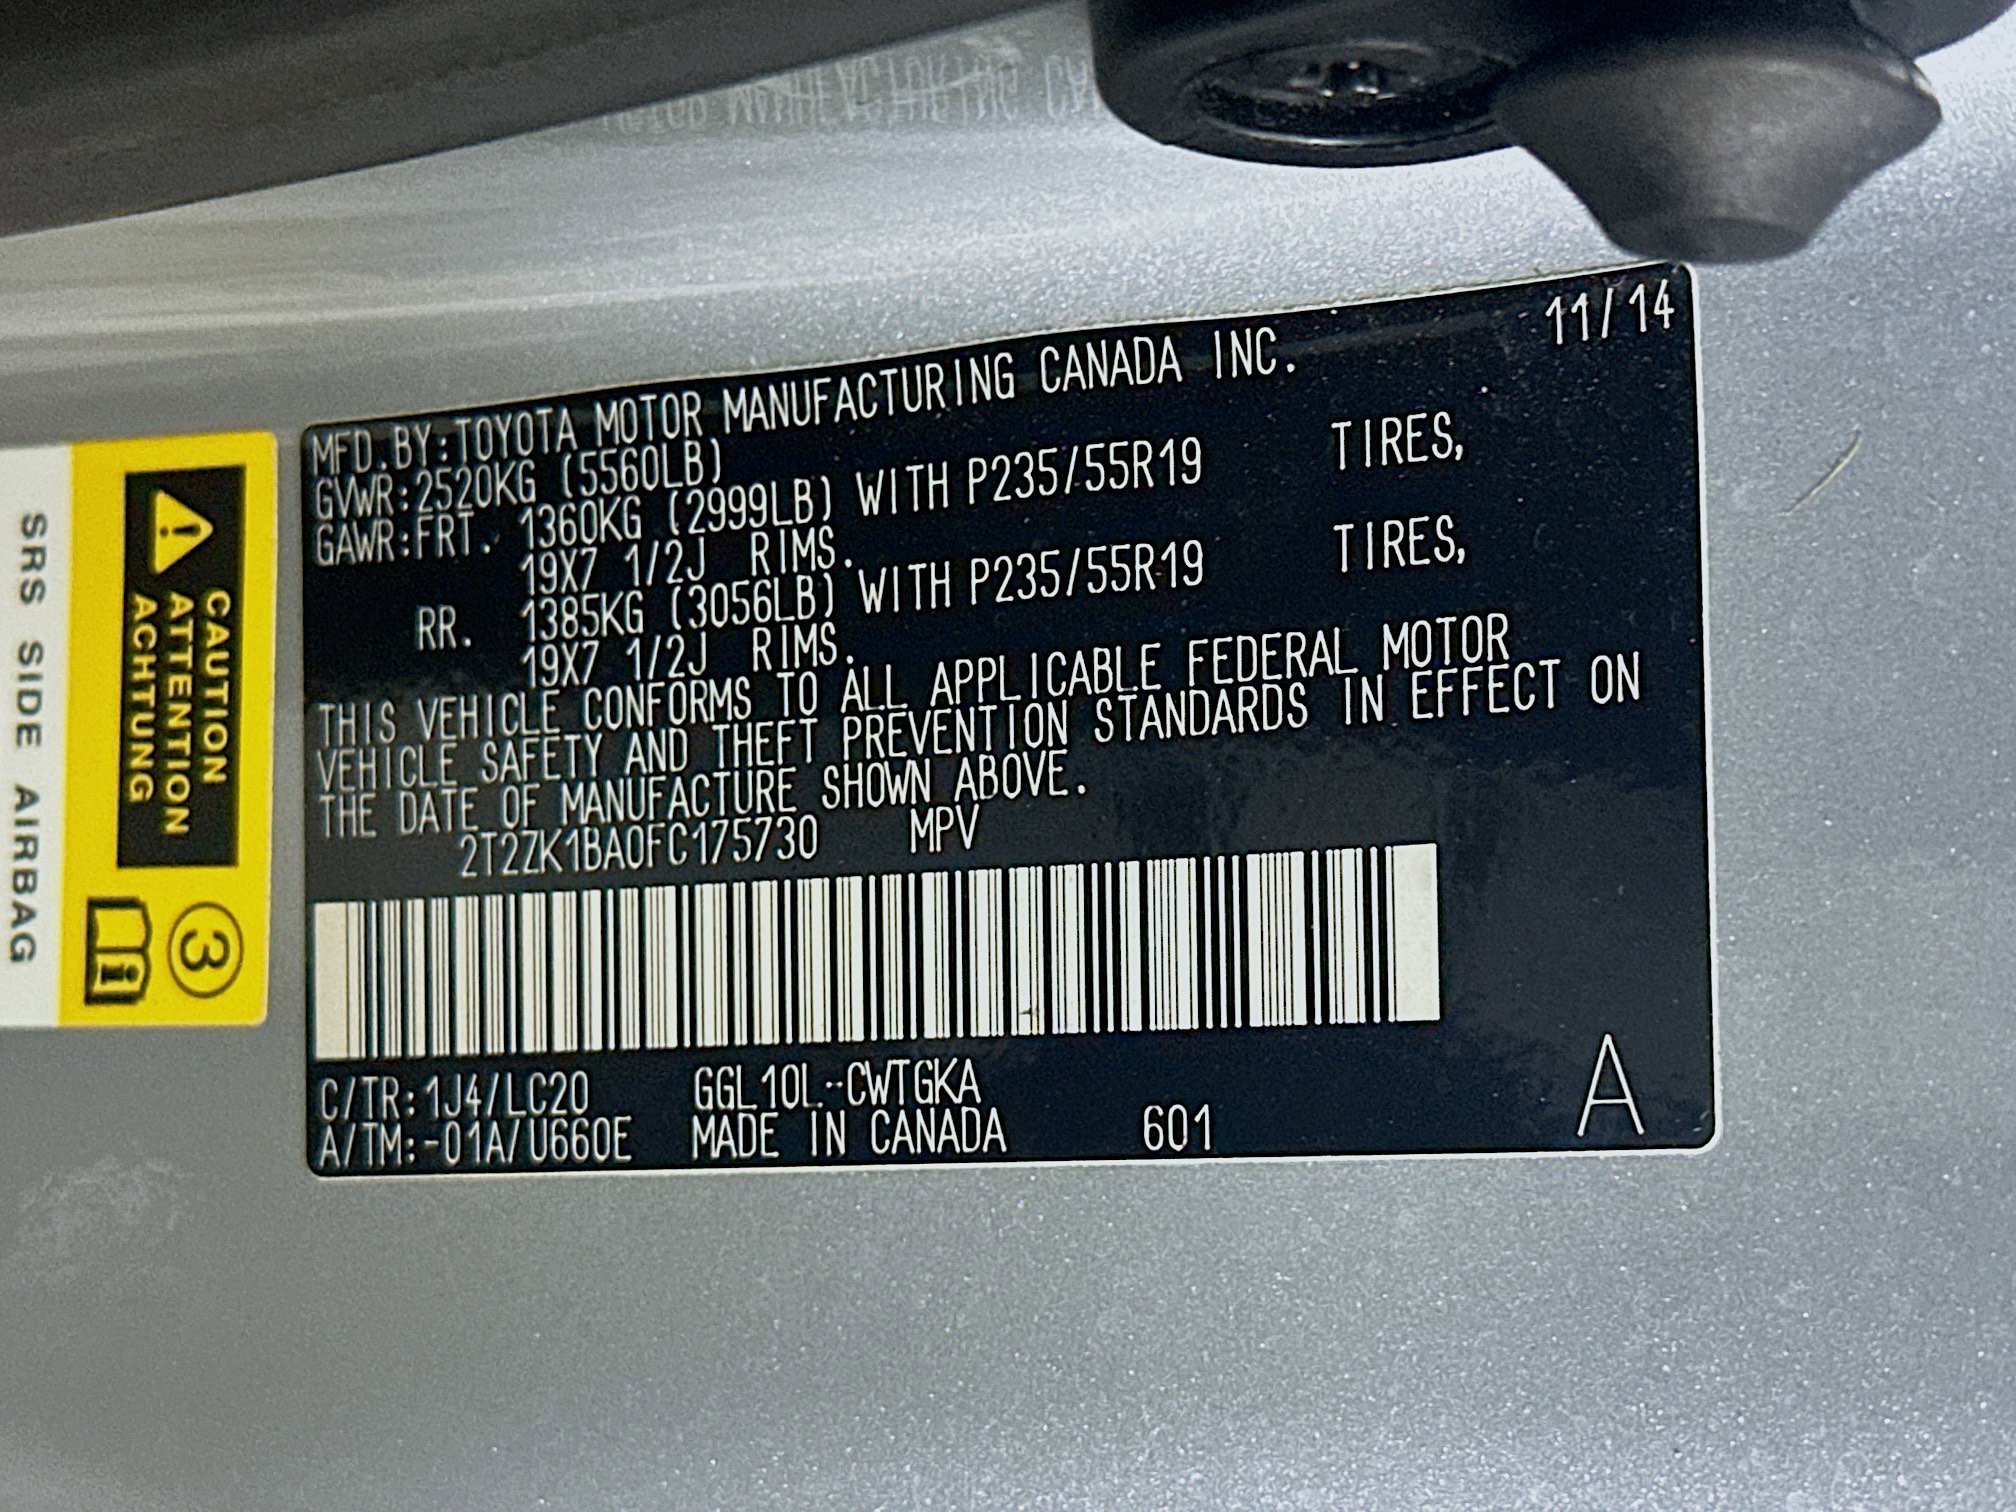 MFD. BY: TOYOTA MOTOR MANUFACTURING CANADA INC. 11/14
GVWR: 2520KG (5560LB)
GAWR: FRT. 1360KG (2999LB) WITH P235/55R19 TIRES,
19X7 1/2J RIMS.
RR. 1385KG (3056LB) WITH P235/55R19 TIRES,
19X7 1/2J RIMS.
THIS VEHICLE CONFORMS TO ALL APPLICABLE FEDERAL MOTOR
VEHICLE SAFETY AND THEFT PREVENTION STANDARDS IN EFFECT ON
THE DATE OF MANUFACTURE SHOWN ABOVE.
2T2ZK1BA0FC175730 MPV
C/TR: 1J4/LC20 GGL10L-CWTGKA
A/TM: -01A/U660E MADE IN CANADA 601 A
CAUTION
ATTENTION
ACHTUNG
3
SRS SIDE AIRBAG